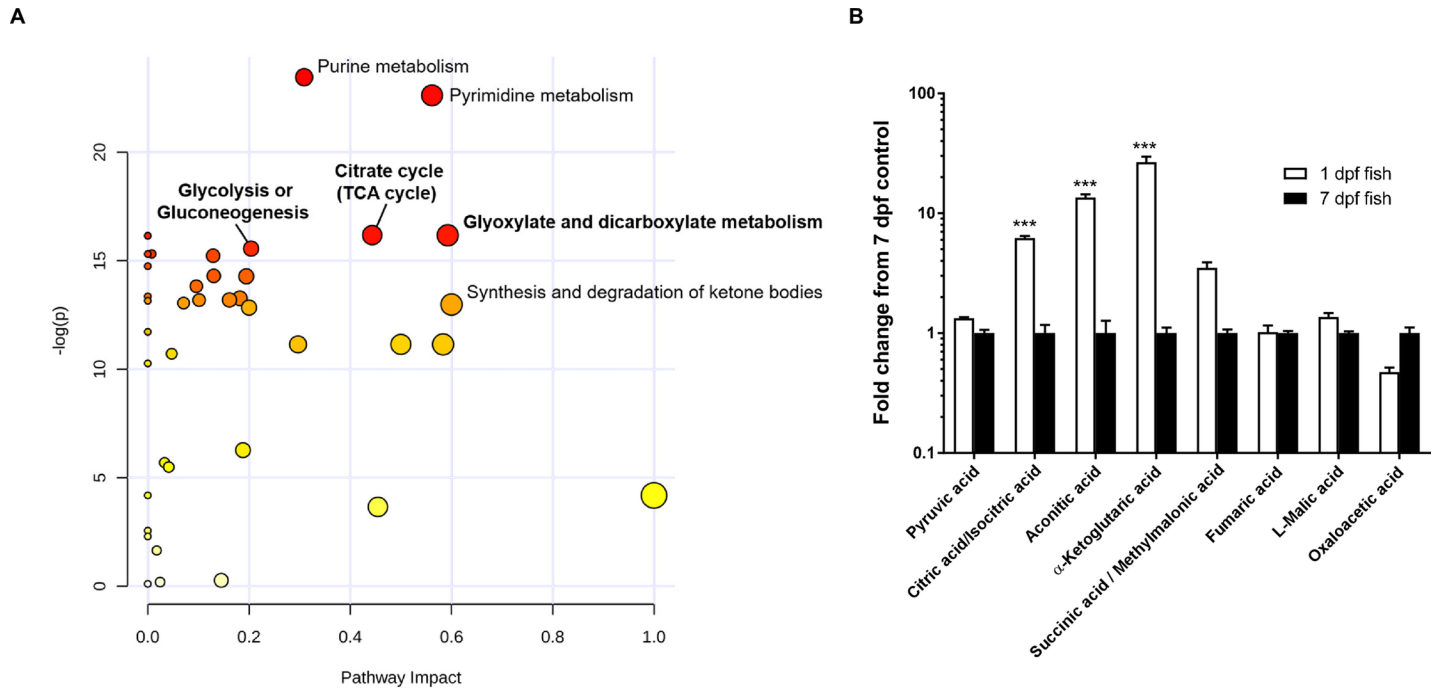 A
Purine metabolism
Pyrimidine metabolism
Citrate cycle
(TCA cycle)
Glycolysis or
Gluconeogenesis
Glyoxylate and dicarboxylate metabolism
Synthesis and degradation of ketone bodies
-log(p)
20
15
10
5
0
0.0 0.2 0.4 0.6 0.8 1.0
Pathway Impact
B
Fold change from 7 dpf control
100
10
1
0.1
***
***
***
1 dpf fish
7 dpf fish
Pyruvic acid
Citric acid/Isocitric acid
Aconitic acid
α-Ketoglutaric acid
Succinic acid / Methylmalonic acid
Fumaric acid
L-Malic acid
Oxaloacetic acid